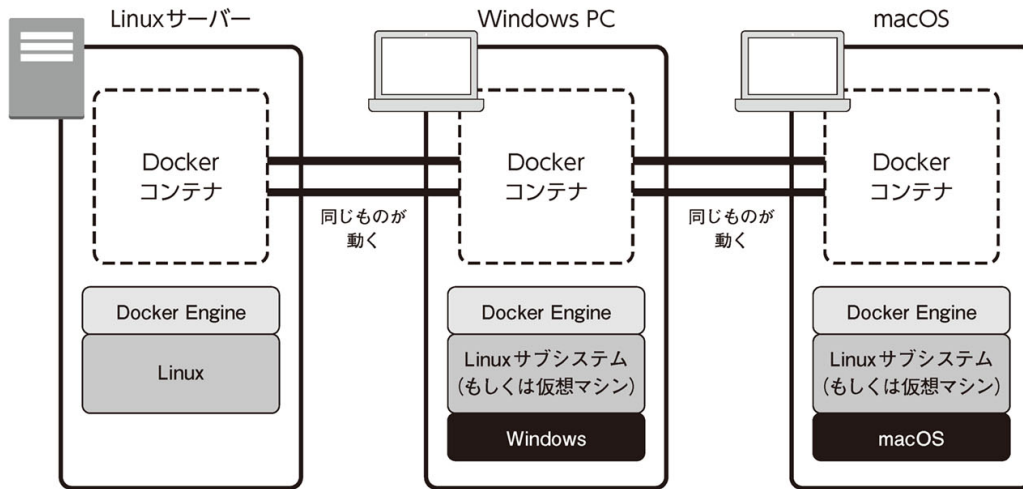 Linuxサーバー
Windows PC
macOS
Docker
コンテナ
Docker
コンテナ
Docker
コンテナ
同じものが
動く
同じものが
動く
Docker Engine
Docker Engine
Docker Engine
Linux
Linuxサブシステム
(もしくは仮想マシン)
Linuxサブシステム
(もしくは仮想マシン)
Windows
macOS